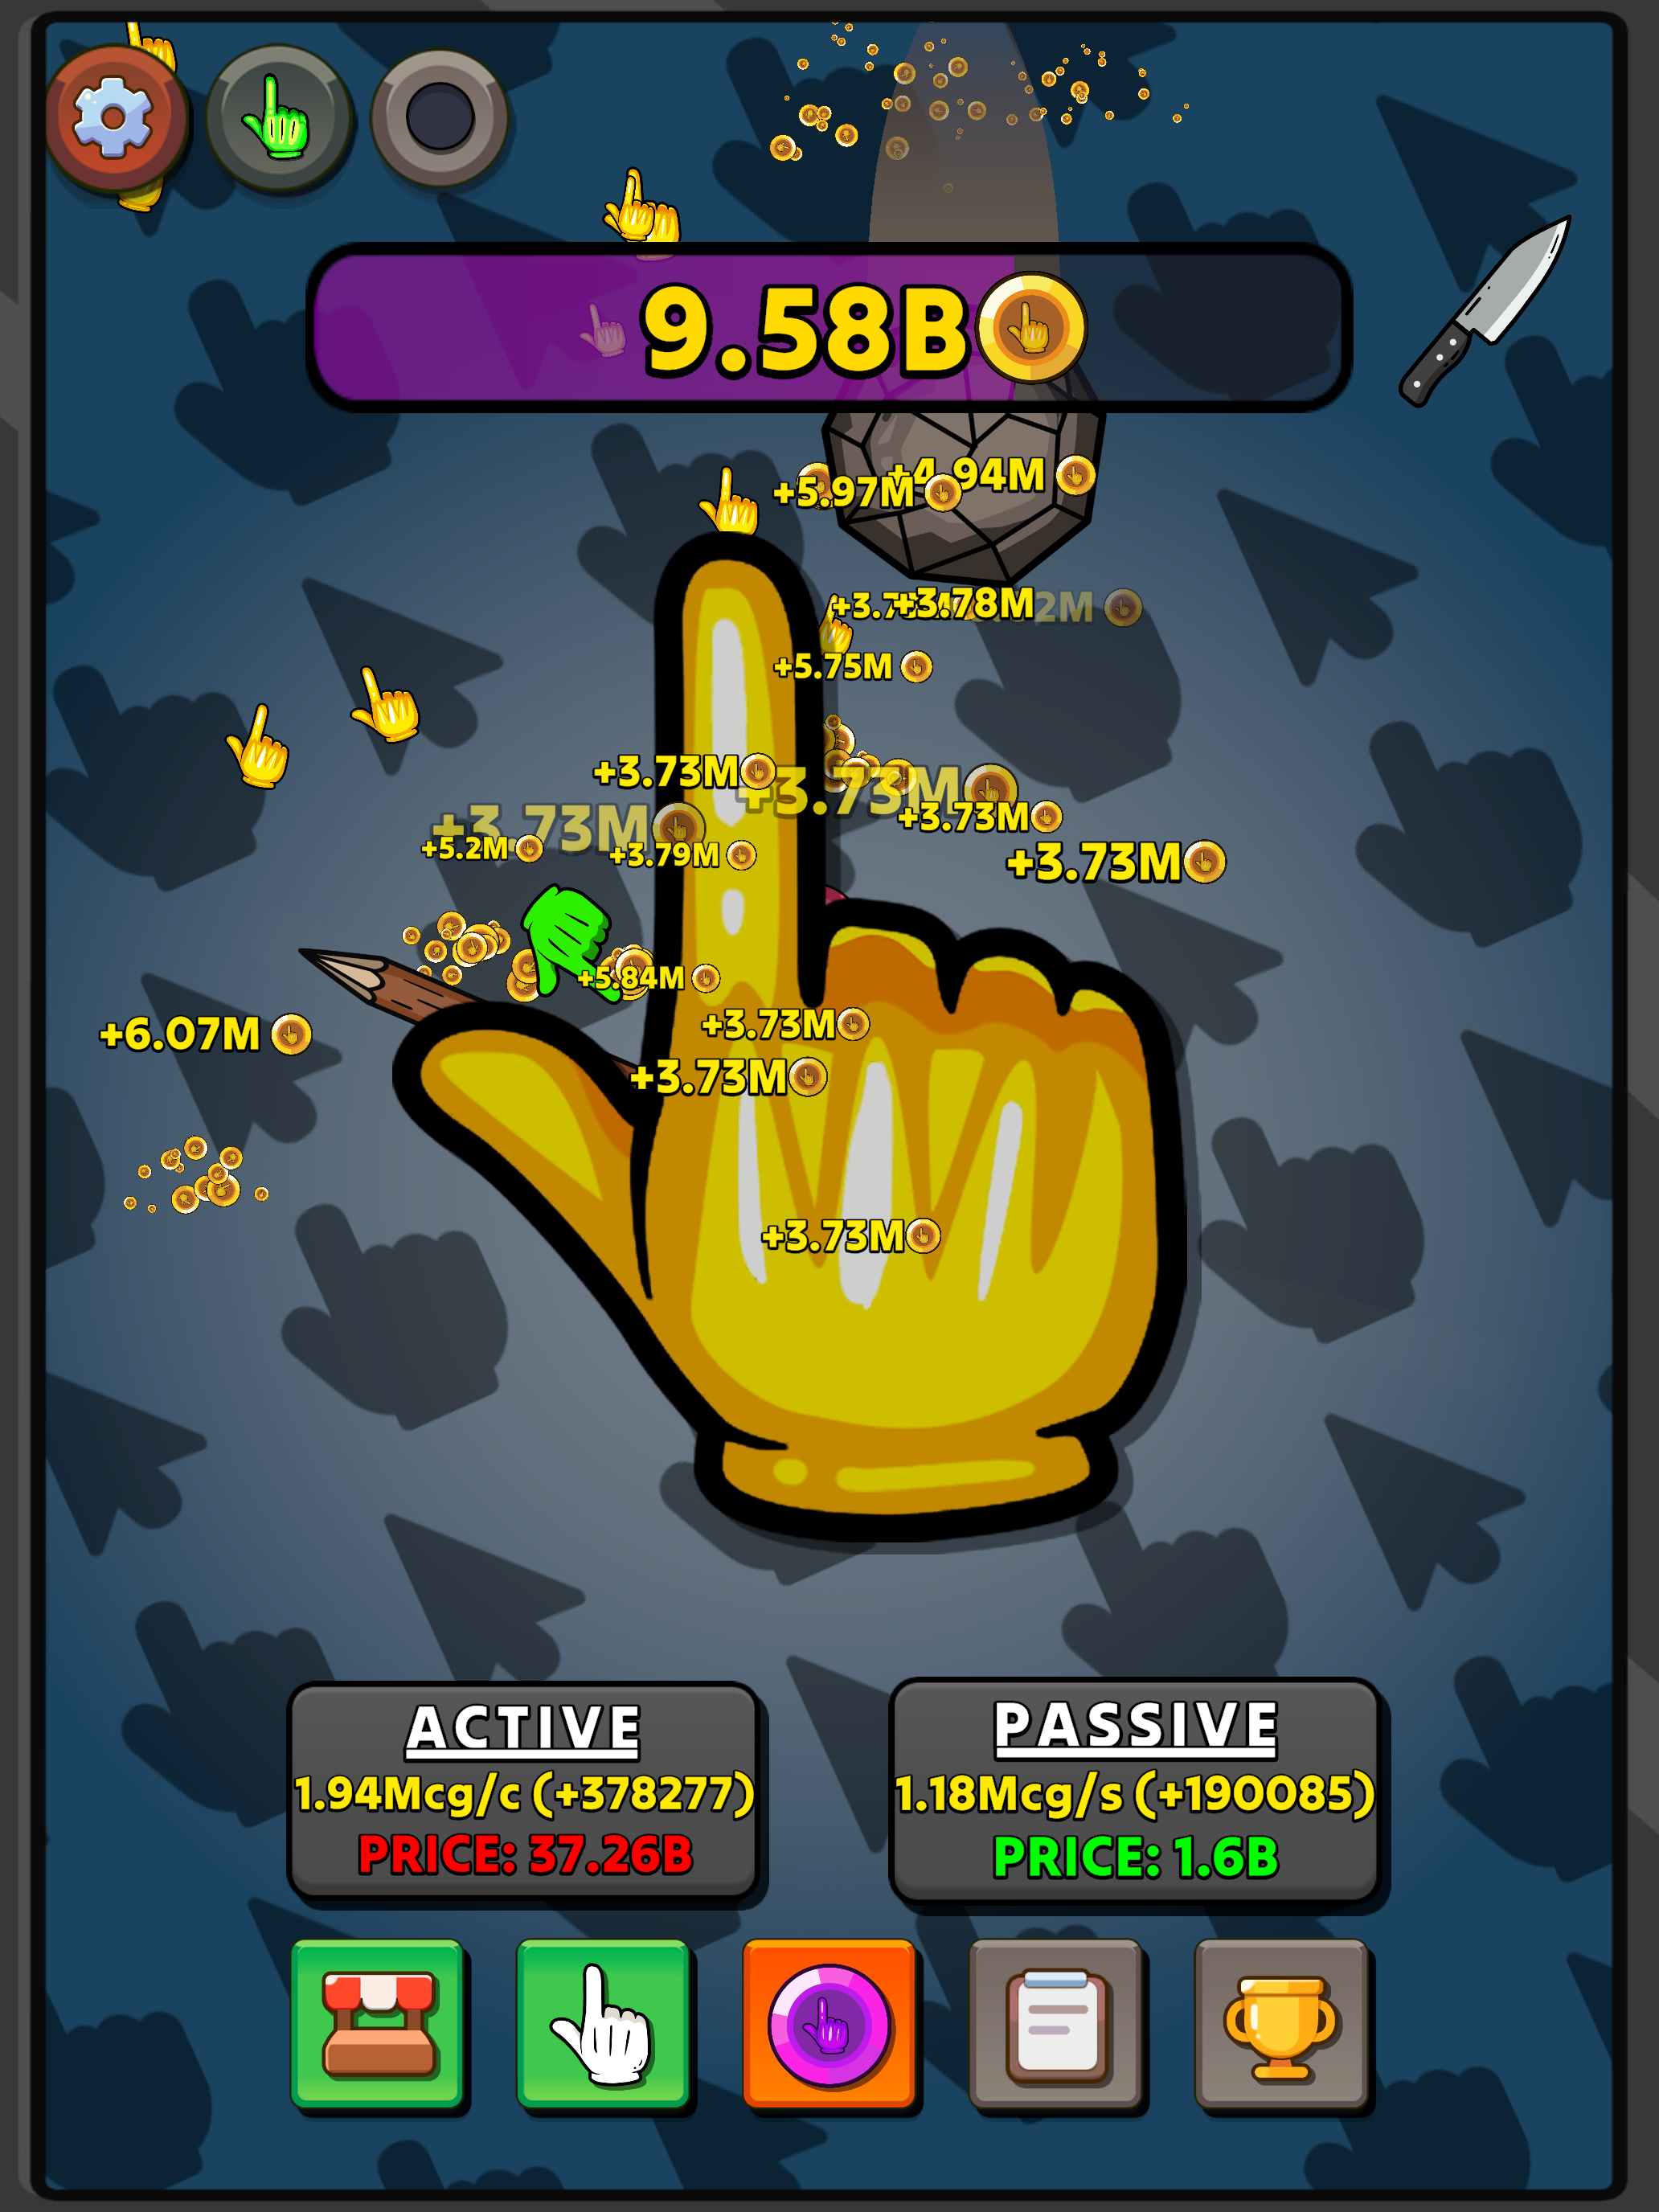 9.58B
+4.94M
+5.97M
+3.78M
+5.75M
+3.73M
+3.73M
+3.73M
+3.73M
+5.2M
+3.79M
+3.73M
+5.84M
+3.73M
+6.07M
+3.73M
+3.73M
ACTIVE
1.94Mcg/c (+378277)
PRICE: 37.26B
PASSIVE
1.18Mcg/s (+190085)
PRICE: 1.6B